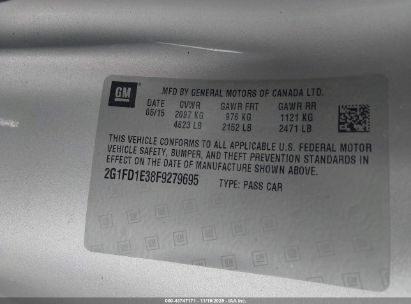 GM
MFD BY GENERAL MOTORS OF CANADA LTD.
DATE GVWR GAWR FRT GAWR RR
05/15 2097 KG 976 KG 1121 KG
4623 LB 2152 LB 2471 LB
THIS VEHICLE CONFORMS TO ALL APPLICABLE U.S. FEDERAL MOTOR
VEHICLE SAFETY, BUMPER, AND THEFT PREVENTION STANDARDS IN
EFFECT ON THE DATE OF MANUFACTURE SHOWN ABOVE.
2G1FD1E38F9279695 TYPE: PASS CAR